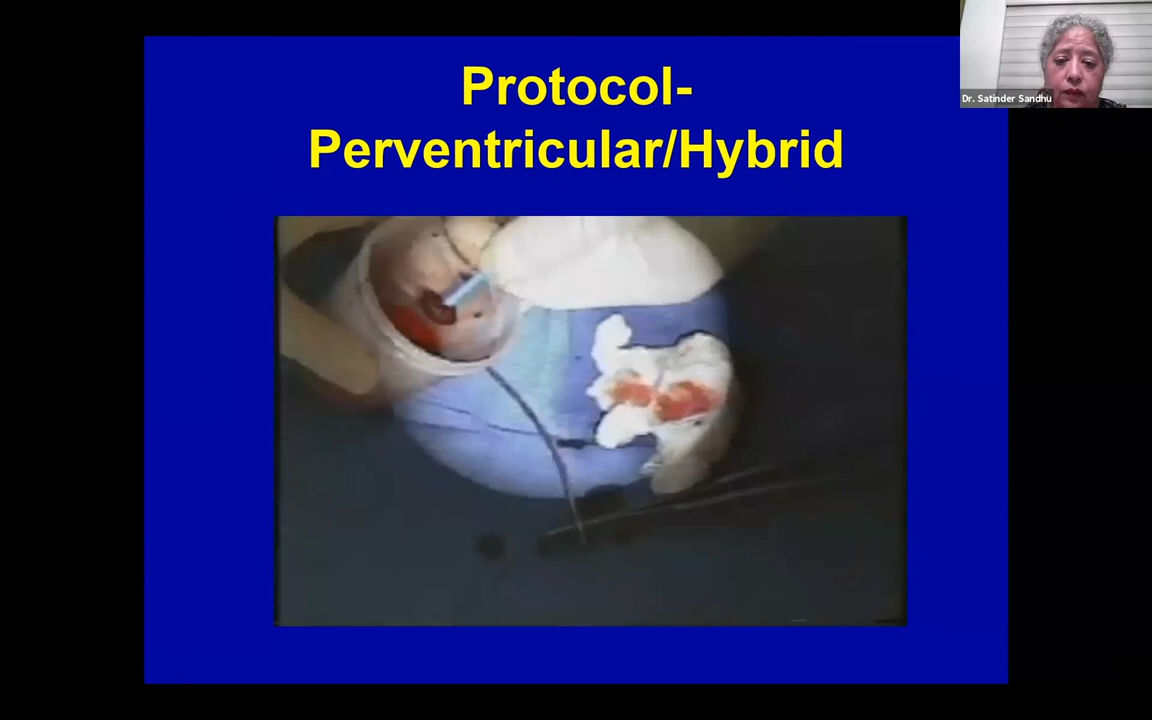 Protocol-
Perventricular/Hybrid
Dr. Satinder Sandhu